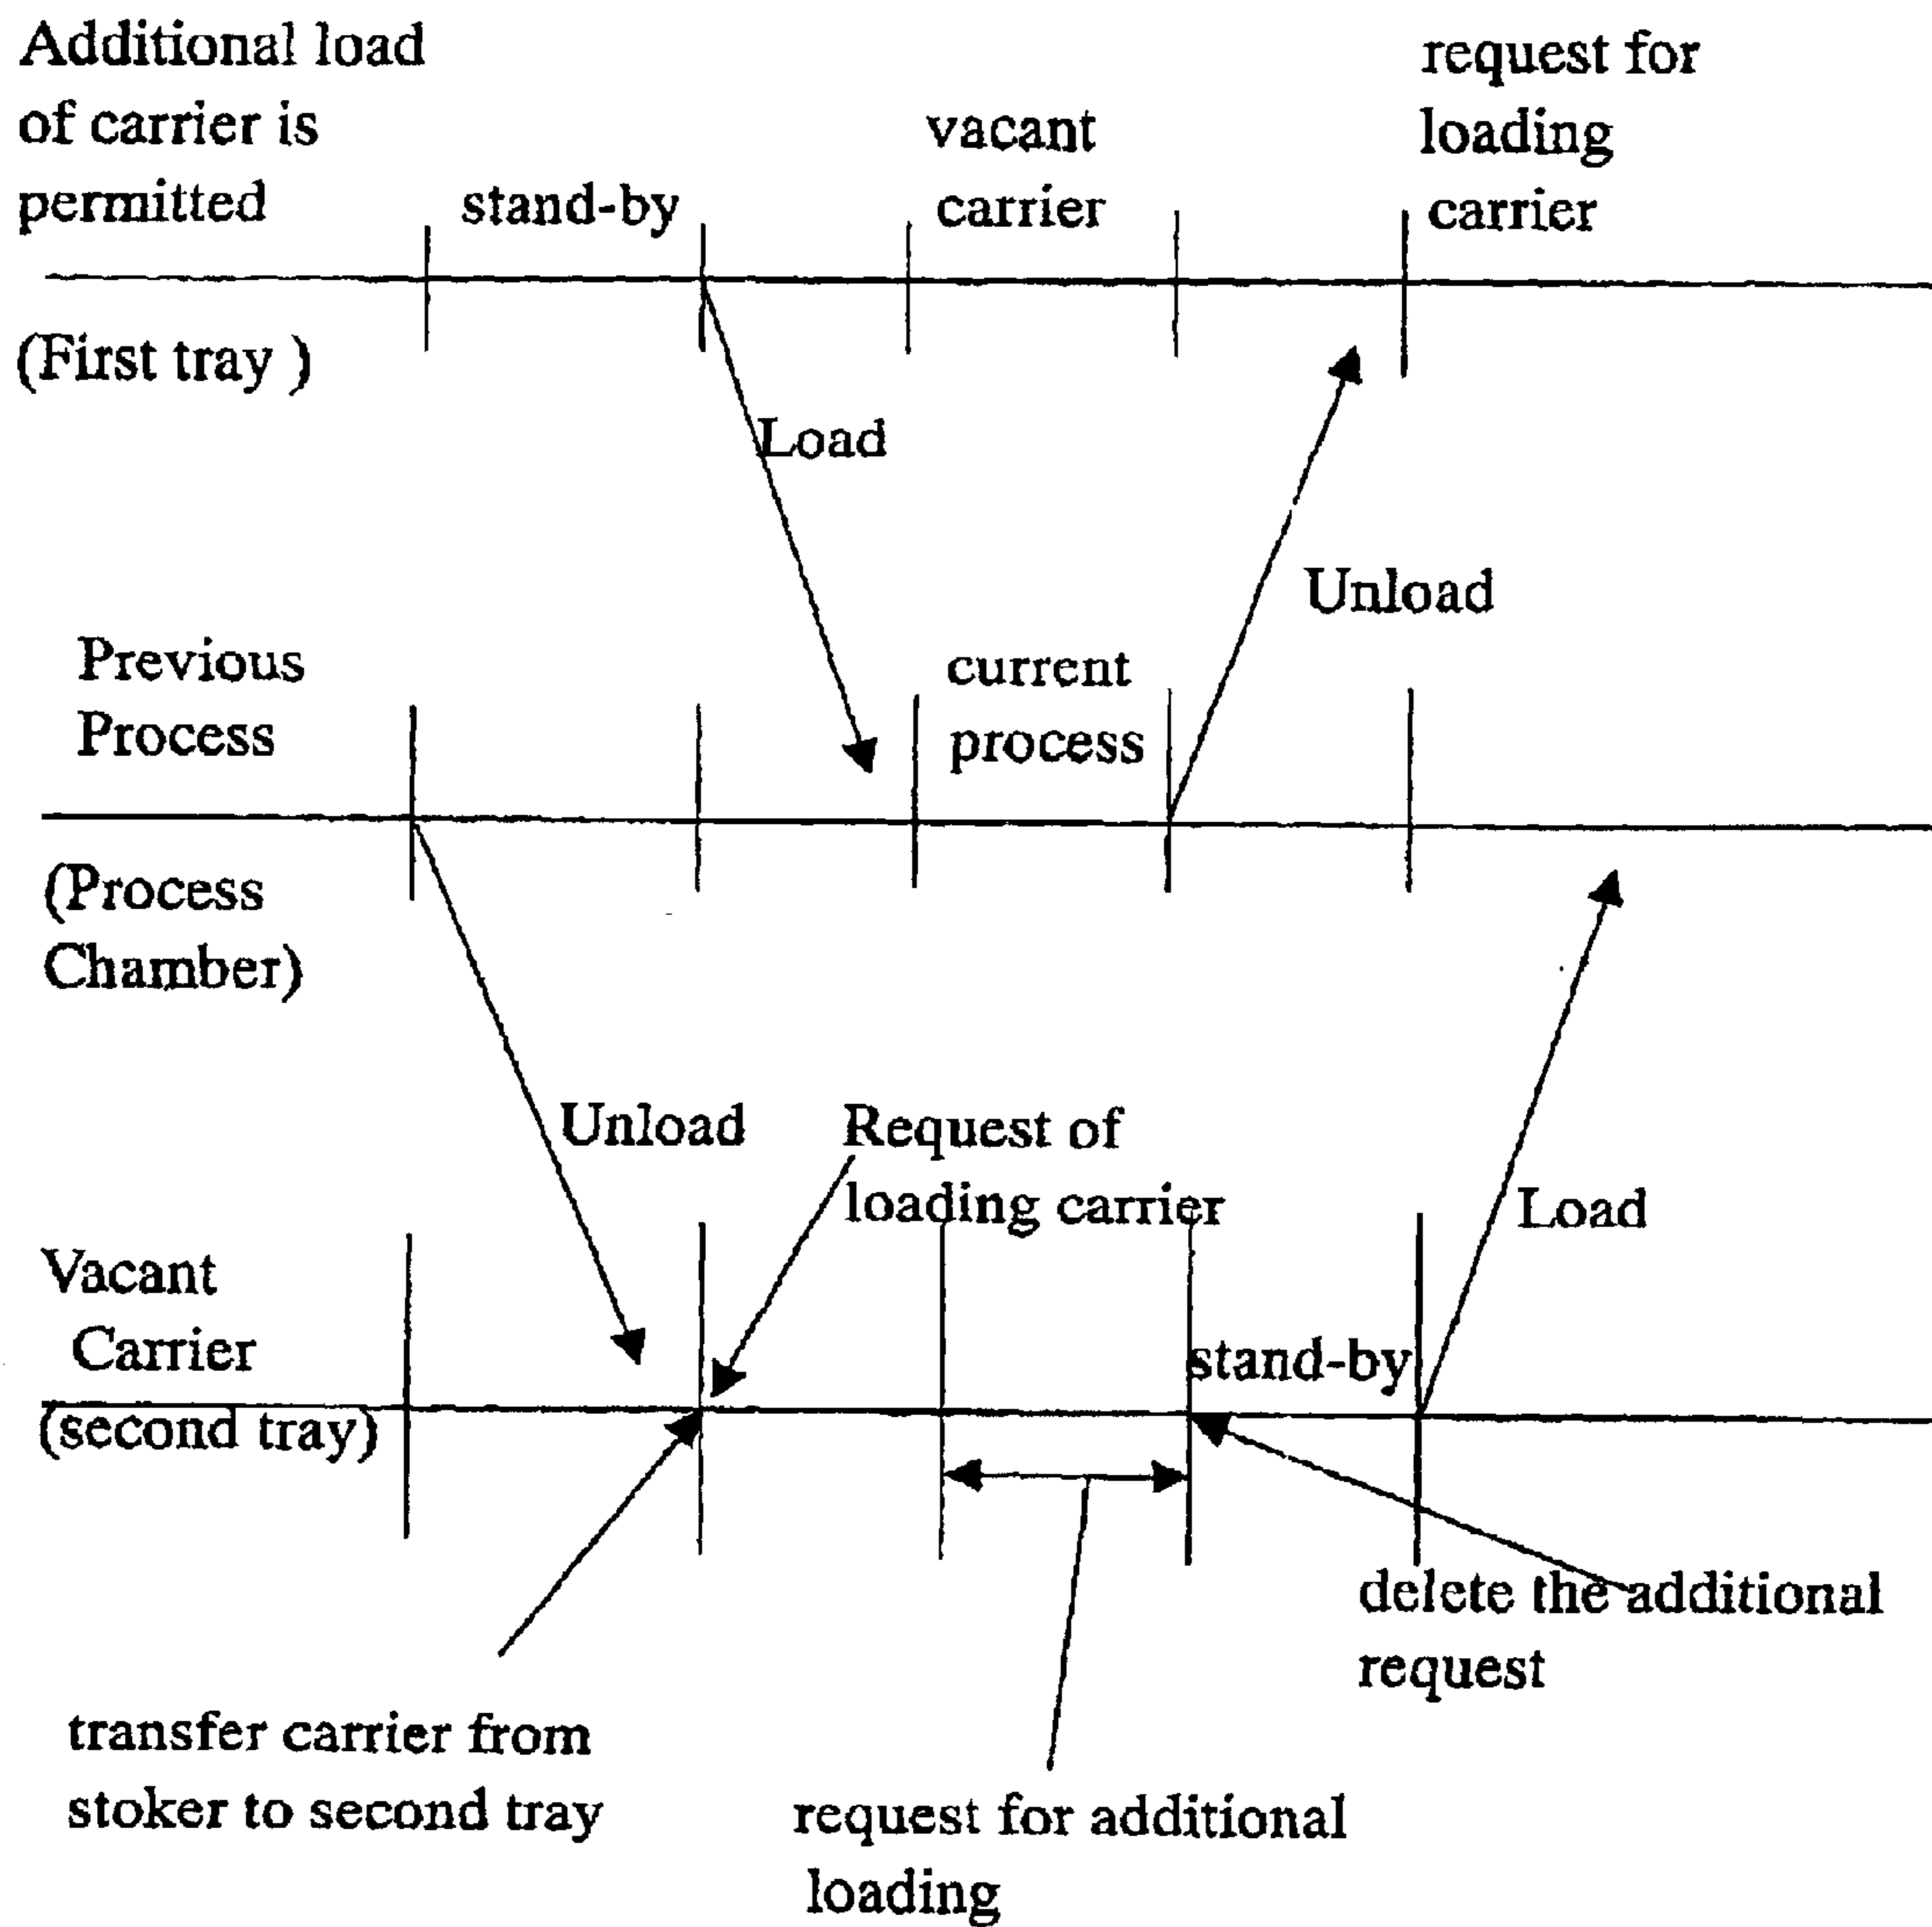 Additional load
of carrier is
permitted
stand-by
vacant
carrier
request for
loading
carrier
(First tray )
Load
Unload
Previous
Process
current
process
(Process
Chamber)
Unload
Request of
loading carrier
Load
Vacant
Carrier
(second tray)
stand-by
delete the additional
request
transfer carrier from
stoker to second tray
request for additional
loading